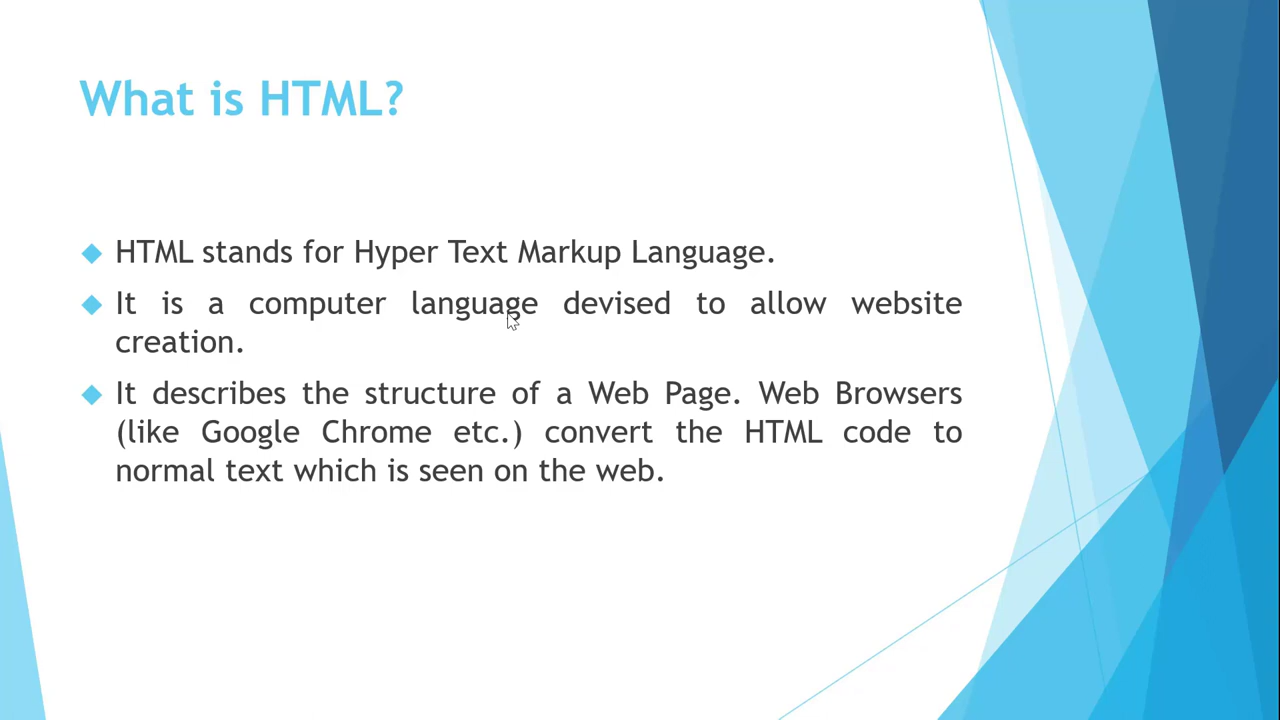 What is HTML?
HTML stands for Hyper Text Markup Language.
It is a computer language devised to allow website
creation.
It describes the structure of a Web Page. Web Browsers
(like Google Chrome etc.) convert the HTML code to
normal text which is seen on the web.